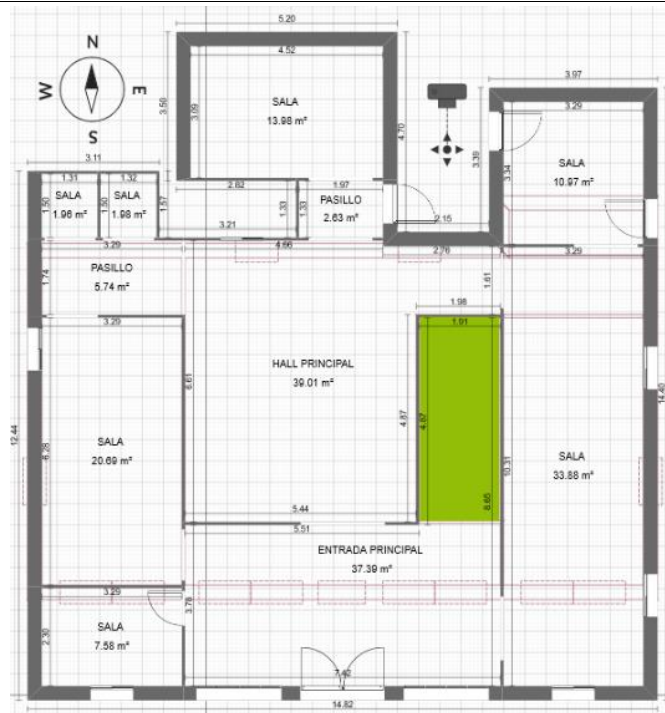 5.20
N
W
E
S
4.52
3.97
3.29
3.50
3.09
SALA
13.98 m²
4.70
3.39
3.34
SALA
10.97 m²
3.11
1.31
1.32
2.82
1.97
1.50
SALA
1.96 m²
1.50
SALA
1.98 m²
1.57
3.21
1.33
1.33
PASILLO
2.63 m²
2.15
3.29
4.66
2.76
3.29
1.74
PASILLO
5.74 m²
1.61
3.29
1.98
1.91
HALL PRINCIPAL
39.01 m²
6.61
4.87
4.87
12.44
14.40
6.28
SALA
20.69 m²
10.31
SALA
33.88 m²
8.65
5.44
5.51
ENTRADA PRINCIPAL
37.39 m²
3.29
3.78
2.30
SALA
7.58 m²
7.42
14.82